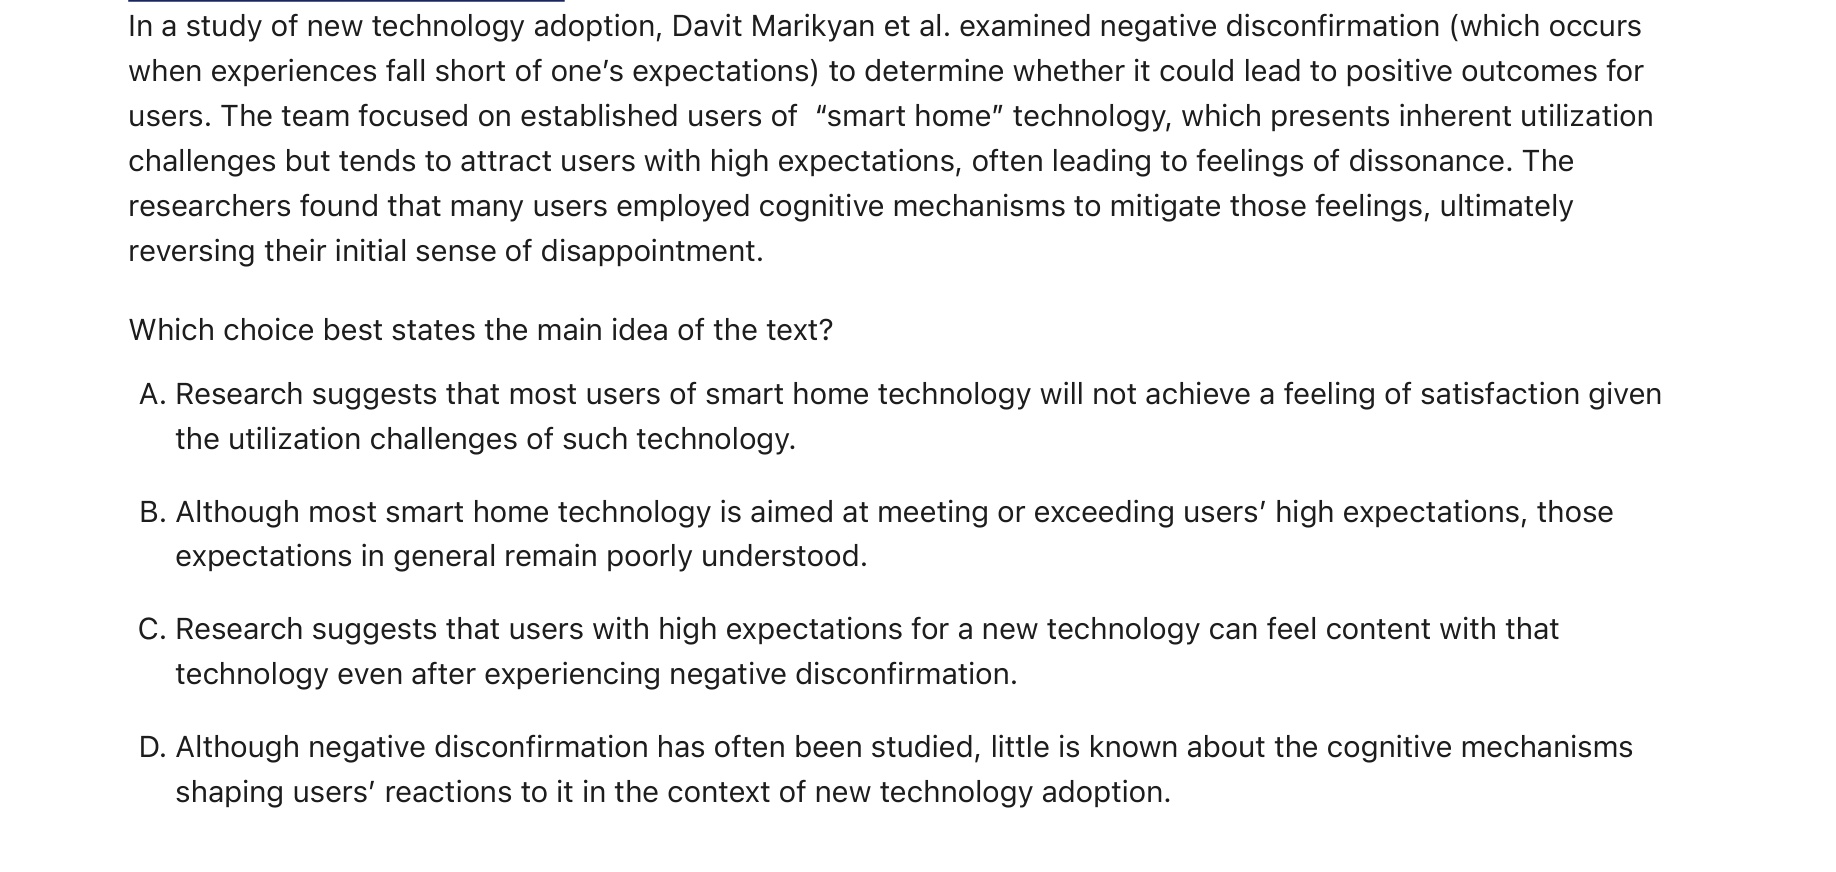 In a study of new technology adoption, Davit Marikyan et al. examined negative disconfirmation (which occurs
when experiences fall short of one’s expectations) to determine whether it could lead to positive outcomes for
users. The team focused on established users of “smart home” technology, which presents inherent utilization
challenges but tends to attract users with high expectations, often leading to feelings of dissonance. The
researchers found that many users employed cognitive mechanisms to mitigate those feelings, ultimately
reversing their initial sense of disappointment.
Which choice best states the main idea of the text?
A. Research suggests that most users of smart home technology will not achieve a feeling of satisfaction given
the utilization challenges of such technology.
B. Although most smart home technology is aimed at meeting or exceeding users’ high expectations, those
expectations in general remain poorly understood.
C. Research suggests that users with high expectations for a new technology can feel content with that
technology even after experiencing negative disconfirmation.
D. Although negative disconfirmation has often been studied, little is known about the cognitive mechanisms
shaping users’ reactions to it in the context of new technology adoption.